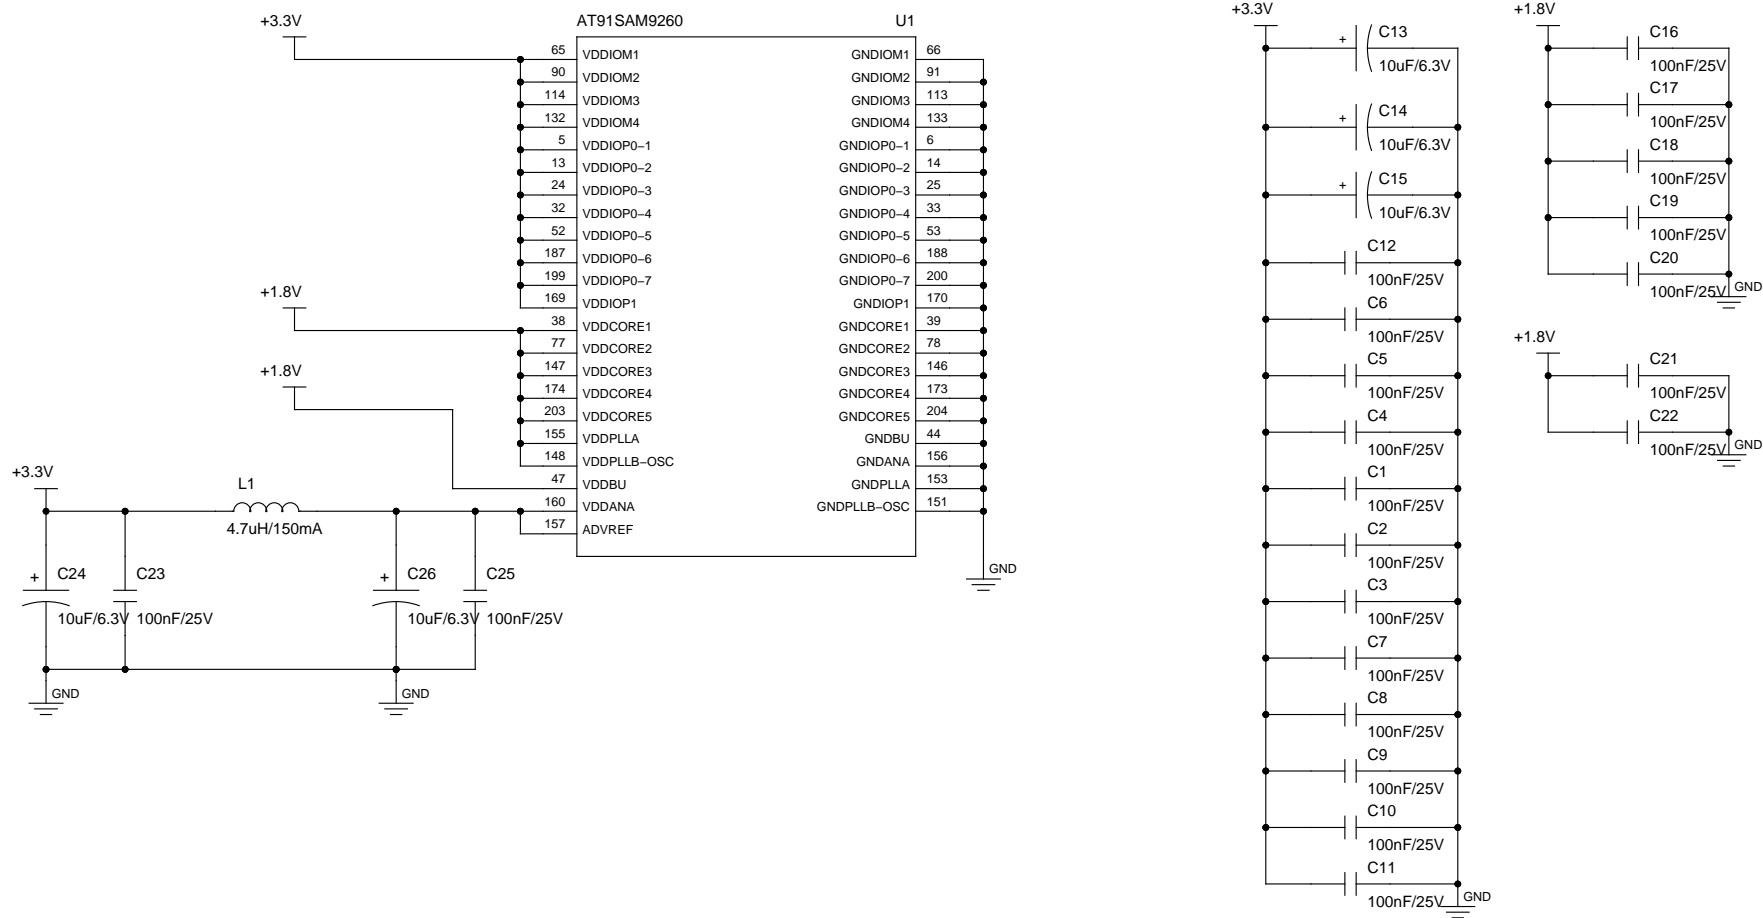 +3.3V
AT91SAM9260 U1
65 VDDIOM1 GNDIOM1 66
90 VDDIOM2 GNDIOM2 91
114 VDDIOM3 GNDIOM3 113
132 VDDIOM4 GNDIOM4 133
5 VDDIOP0-1 GNDIOP0-1 6
13 VDDIOP0-2 GNDIOP0-2 14
24 VDDIOP0-3 GNDIOP0-3 25
32 VDDIOP0-4 GNDIOP0-4 33
52 VDDIOP0-5 GNDIOP0-5 53
187 VDDIOP0-6 GNDIOP0-6 188
199 VDDIOP0-7 GNDIOP0-7 200
169 VDDIOP1 GNDIOP1 170
+1.8V
38 VDDCORE1 GNDCORE1 39
77 VDDCORE2 GNDCORE2 78
147 VDDCORE3 GNDCORE3 146
+1.8V
174 VDDCORE4 GNDCORE4 173
203 VDDCORE5 GNDCORE5 204
155 VDDPLLA GNDBU 44
148 VDDPLLB-OSC GNDANA 156
47 VDDBU GNDPLLA 153
160 VDDANA GNDPLLB-OSC 151
157 ADVREF
GND
+3.3V
L1
4.7uH/150mA
+ C24
10uF/6.3V
C23
100nF/25V
+ C26
10uF/6.3V
C25
100nF/25V
GND
GND
+3.3V
+ C13
10uF/6.3V
+ C14
10uF/6.3V
+ C15
10uF/6.3V
C12
100nF/25V
C6
100nF/25V
C5
100nF/25V
C4
100nF/25V
C1
100nF/25V
C2
100nF/25V
C3
100nF/25V
C7
100nF/25V
C8
100nF/25V
C9
100nF/25V
C10
100nF/25V
C11
100nF/25V
GND
+1.8V
C16
100nF/25V
C17
100nF/25V
C18
100nF/25V
C19
100nF/25V
C20
100nF/25V
GND
+1.8V
C21
100nF/25V
C22
100nF/25V
GND